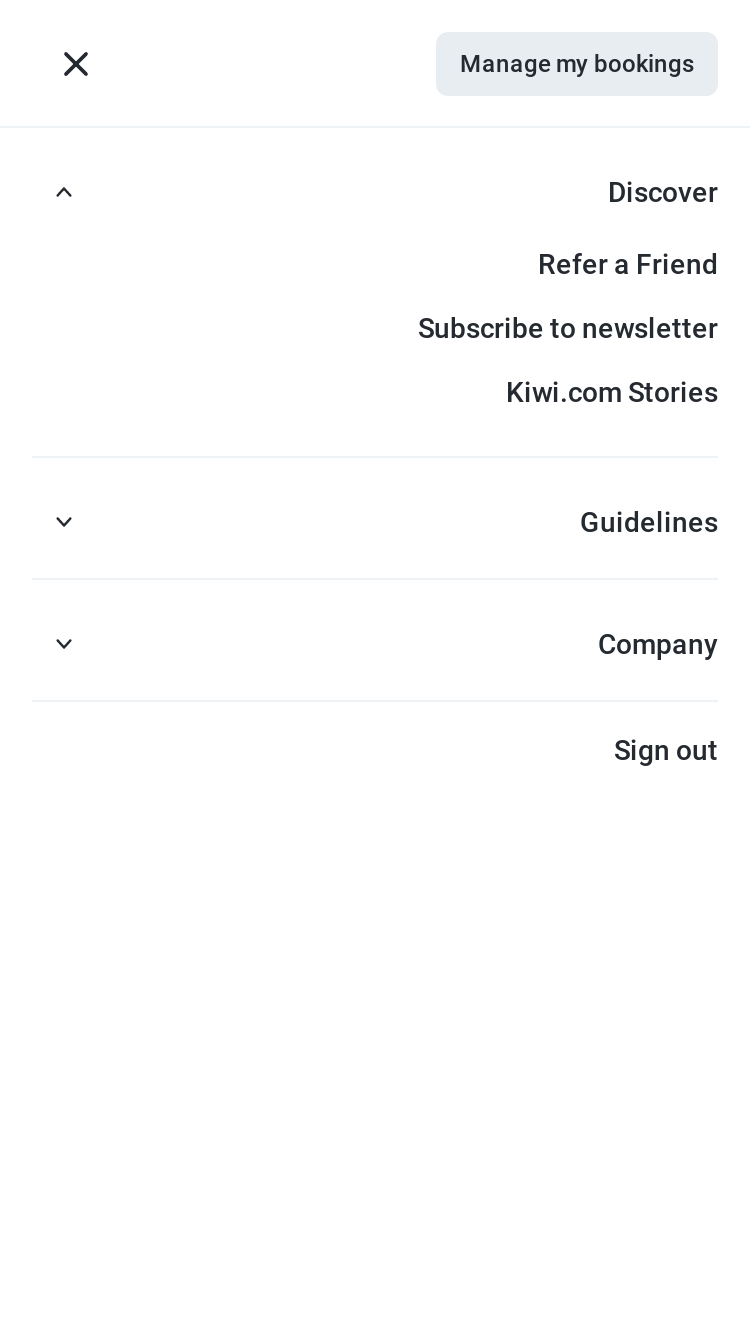 Manage my bookings
Discover
Refer a Friend
Subscribe to newsletter
Kiwi.com Stories
Guidelines
Company
Sign out